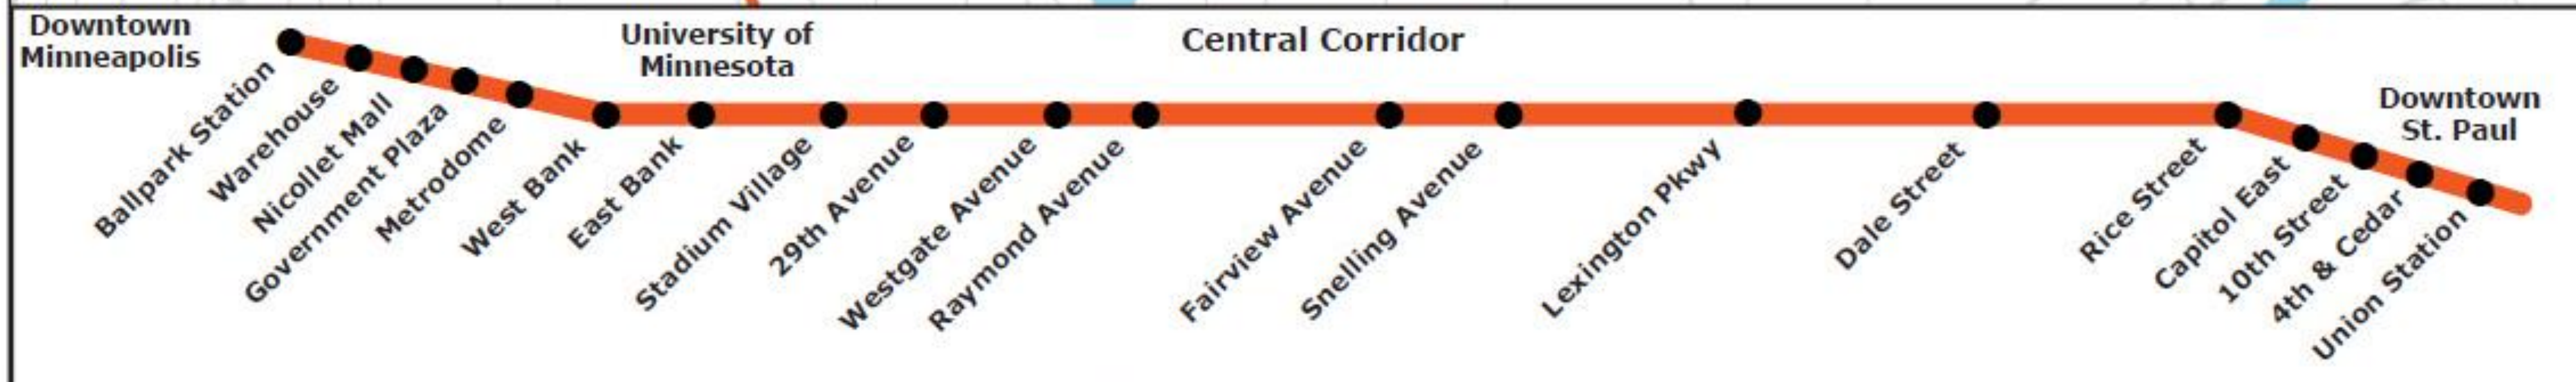 Downtown
Minneapolis
University of
Minnesota
Central Corridor
Downtown
St. Paul
Ballpark Station
Warehouse
Nicollet Mall
Government Plaza
Metrodome
West Bank
East Bank
Stadium Village
29th Avenue
Westgate Avenue
Raymond Avenue
Fairview Avenue
Snelling Avenue
Lexington Pkwy
Dale Street
Rice Street
Capitol East
10th Street
4th & Cedar
Union Station